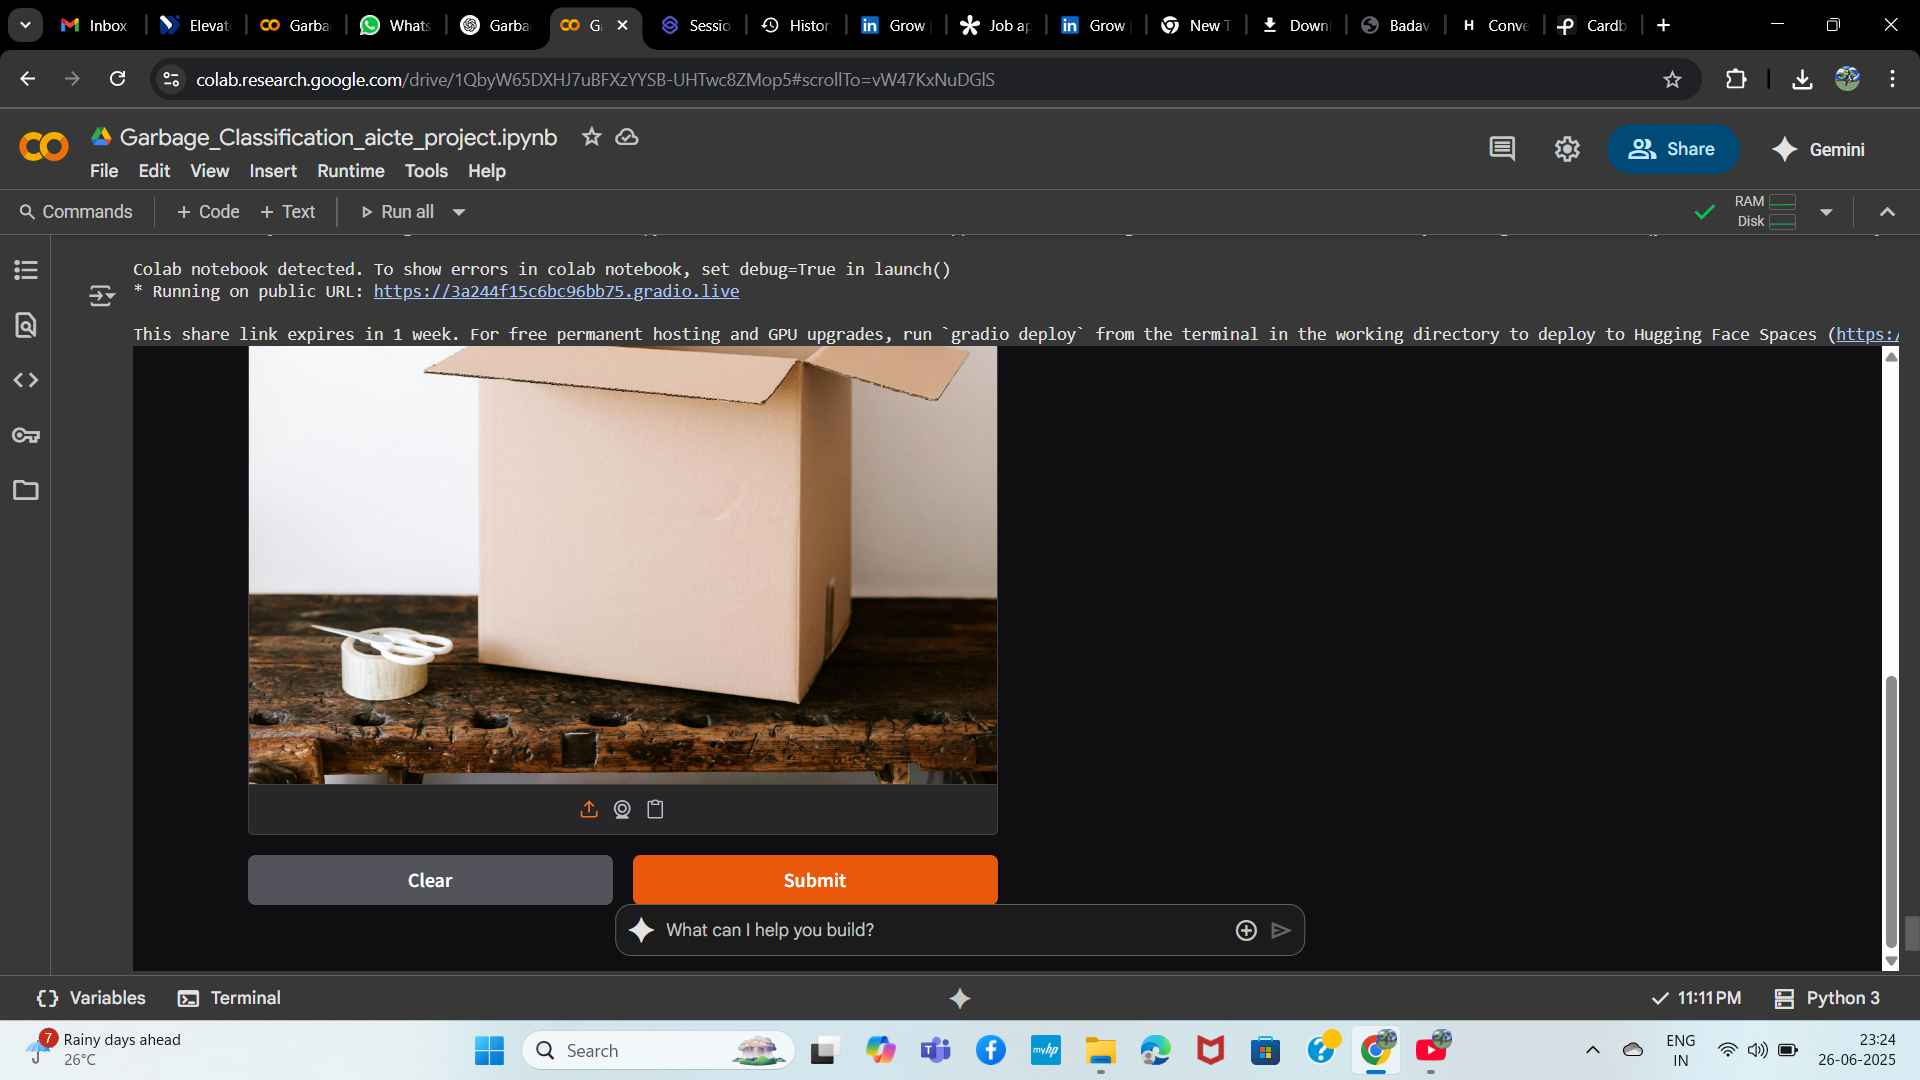 Inbox
Elevat
Garba
Whats
Garba
G
Sessio
Histor
Grow
Job ap
Grow
New T
Downl
Badav
Conve
Cardb
colab.research.google.com/drive/1QbyW65DXHJ7uBFXzYYSB-UHTwc8ZMop5#scrollTo=vW47KxNuDGlS
Garbage_Classification_aicte_project.ipynb
File Edit View Insert Runtime Tools Help
Share
Gemini
Commands
+ Code + Text
Run all
RAM
Disk
Colab notebook detected. To show errors in colab notebook, set debug=True in launch()
* Running on public URL: https://3a244f15c6bc96bb75.gradio.live
This share link expires in 1 week. For free permanent hosting and GPU upgrades, run `gradio deploy` from the terminal in the working directory to deploy to Hugging Face Spaces (https:/
Clear
Submit
What can I help you build?
Variables
Terminal
11:11 PM
Python 3
7
Rainy days ahead
26°C
Search
myhp
ENG
IN
23:24
26-06-2025